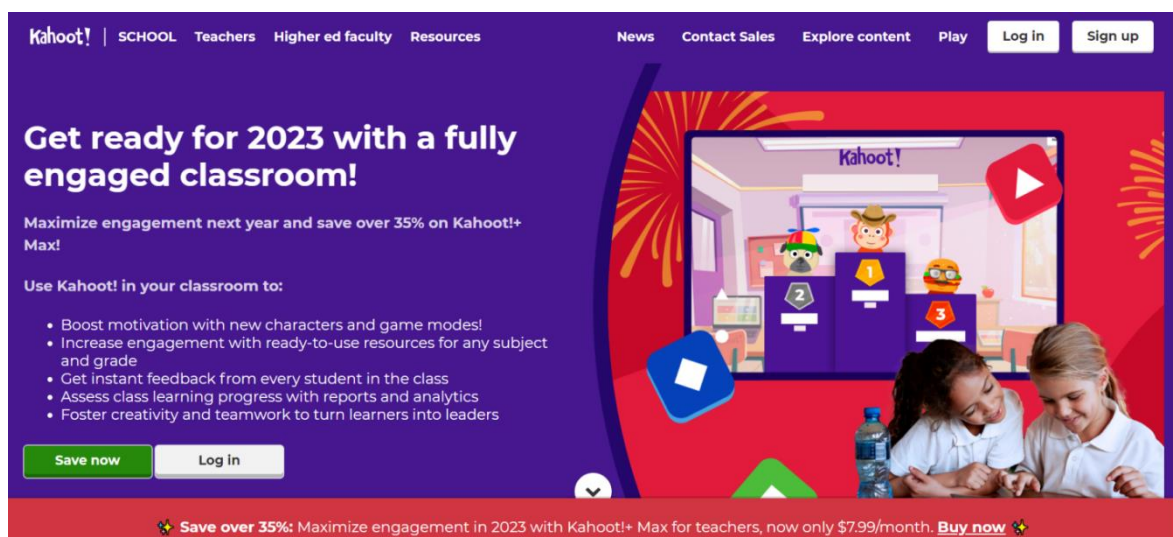 Kahoot! | SCHOOL Teachers Higher ed faculty Resources News Contact Sales Explore content Play Log in Sign up
Get ready for 2023 with a fully
engaged classroom!
Maximize engagement next year and save over 35% on Kahoot!+
Max!
Use Kahoot! in your classroom to:
• Boost motivation with new characters and game modes!
• Increase engagement with ready-to-use resources for any subject
and grade
• Get instant feedback from every student in the class
• Assess class learning progress with reports and analytics
• Foster creativity and teamwork to turn learners into leaders
Save now Log in
Kahoot!
1
2
3
Save over 35%: Maximize engagement in 2023 with Kahoot!+ Max for teachers, now only $7.99/month. Buy now